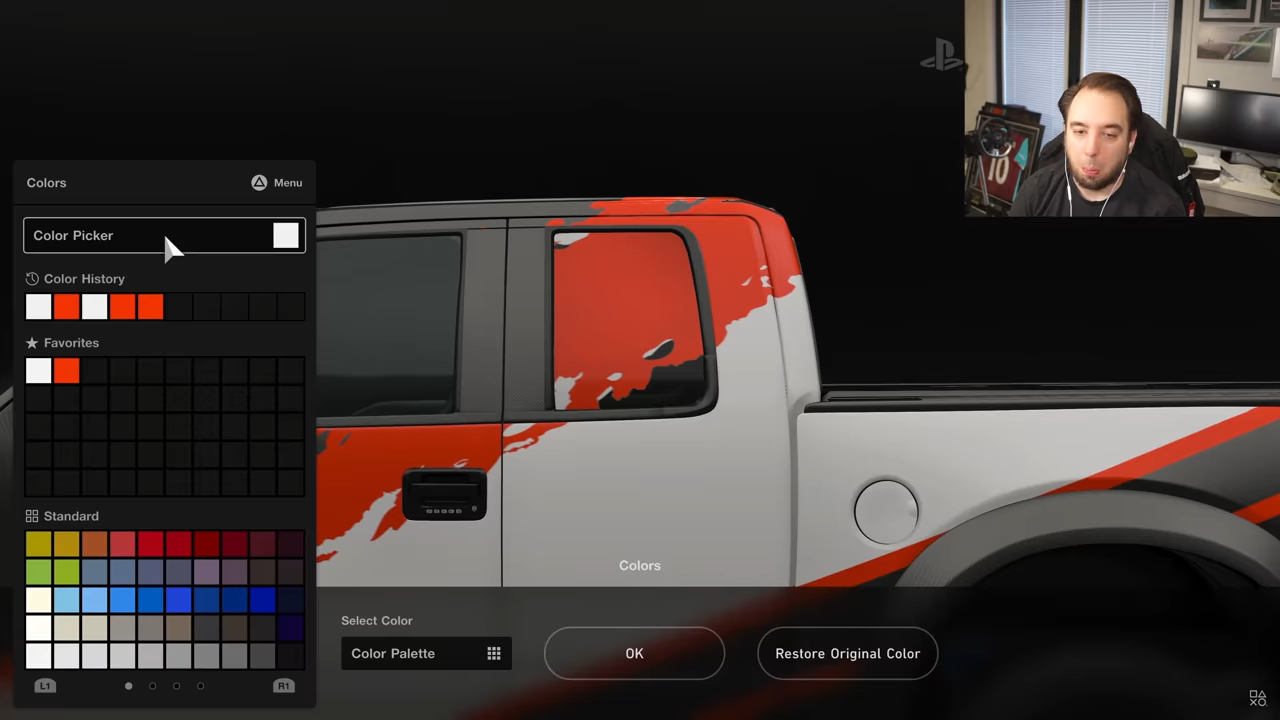 Colors
Menu
Color Picker
Color History
Favorites
Standard
L1
R1
Colors
Select Color
Color Palette
OK
Restore Original Color
10